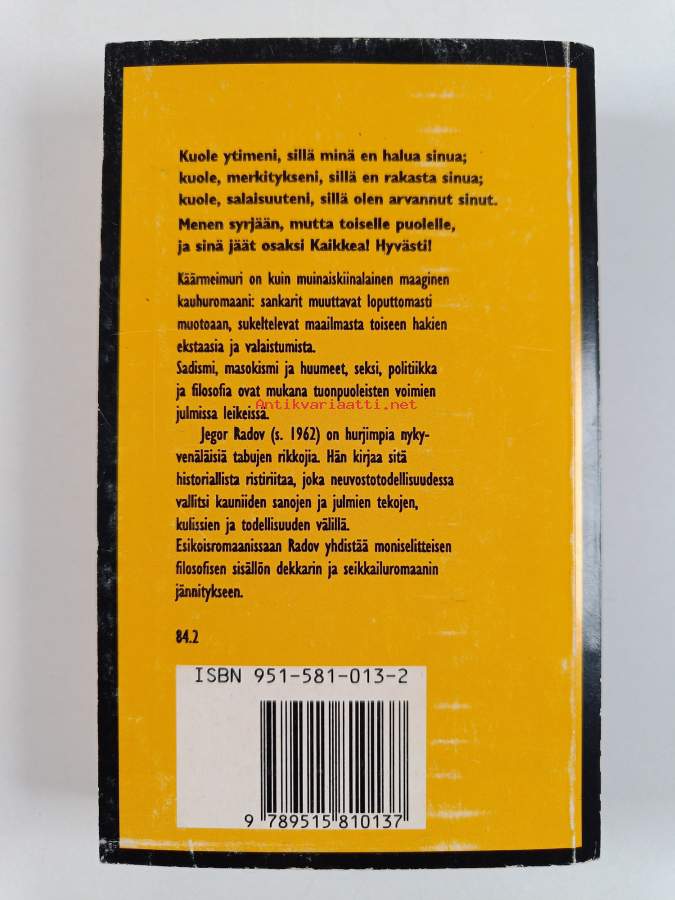 Kuole ytimeni, sillä minä en halua sinua;
kuole, merkitykseni, sillä en rakasta sinua;
kuole, salaisuuteni, sillä olen arvannut sinut.
Menen syrjään, mutta toiselle puolelle,
ja sinä jäät osaksi Kaikkea! Hyvästi!
Käärmeimuri on kuin muinaiskiinalainen maaginen
kauhuromaani: sankarit muuttavat loputtomasti
muotoaan, sukeltelevat maailmasta toiseen hakien
ekstaasia ja valaistumista.
Sadismi, masokismi ja huumeet, seksi, politiikka
ja filosofia ovat mukana tuonpuoleisten voimien
Antikvariaatti.net
julmissa leikeissä.
Jegor Radov (s. 1962) on hurjimpia nyky-
venäläisiä tabujen rikkojia. Hän kirjaa sitä
historiallista ristiriitaa, joka neuvostotodellisuudessa
vallitsi kauniiden sanojen ja julmien tekojen,
kulissien ja todellisuuden välillä.
Esikoisromaanissaan Radov yhdistää moniselitteisen
filosofisen sisällön dekkarin ja seikkailuromaanin
jännitykseen.
84.2
ISBN 951-581-013-2
9 789515 810137